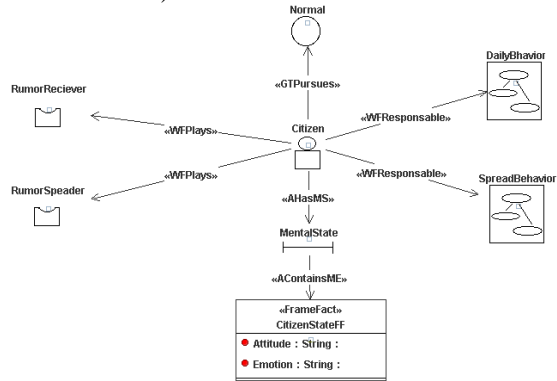 Normal
DailyBhavior
RumorReciever
«GTPursues»
«WFPlays»
Citizen
«WFResponsable»
RumorSpeader
«WFPlays»
«WFResponsable»
SpreadBehavior
«AHasMS»
MentalState
«AContainsME»
«FrameFact»
CitizenStateFF
Attitude : String :
Emotion : String :